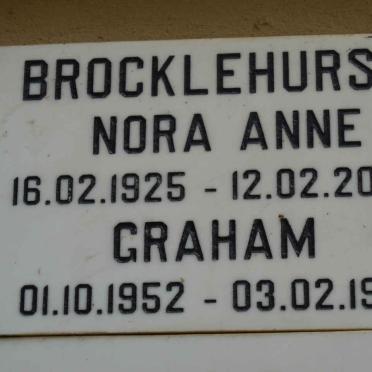 BROCKLEHURS
NORA ANNE
16.02.1925 - 12.02.20
GRAHAM
01.10.1952 - 03.02.19